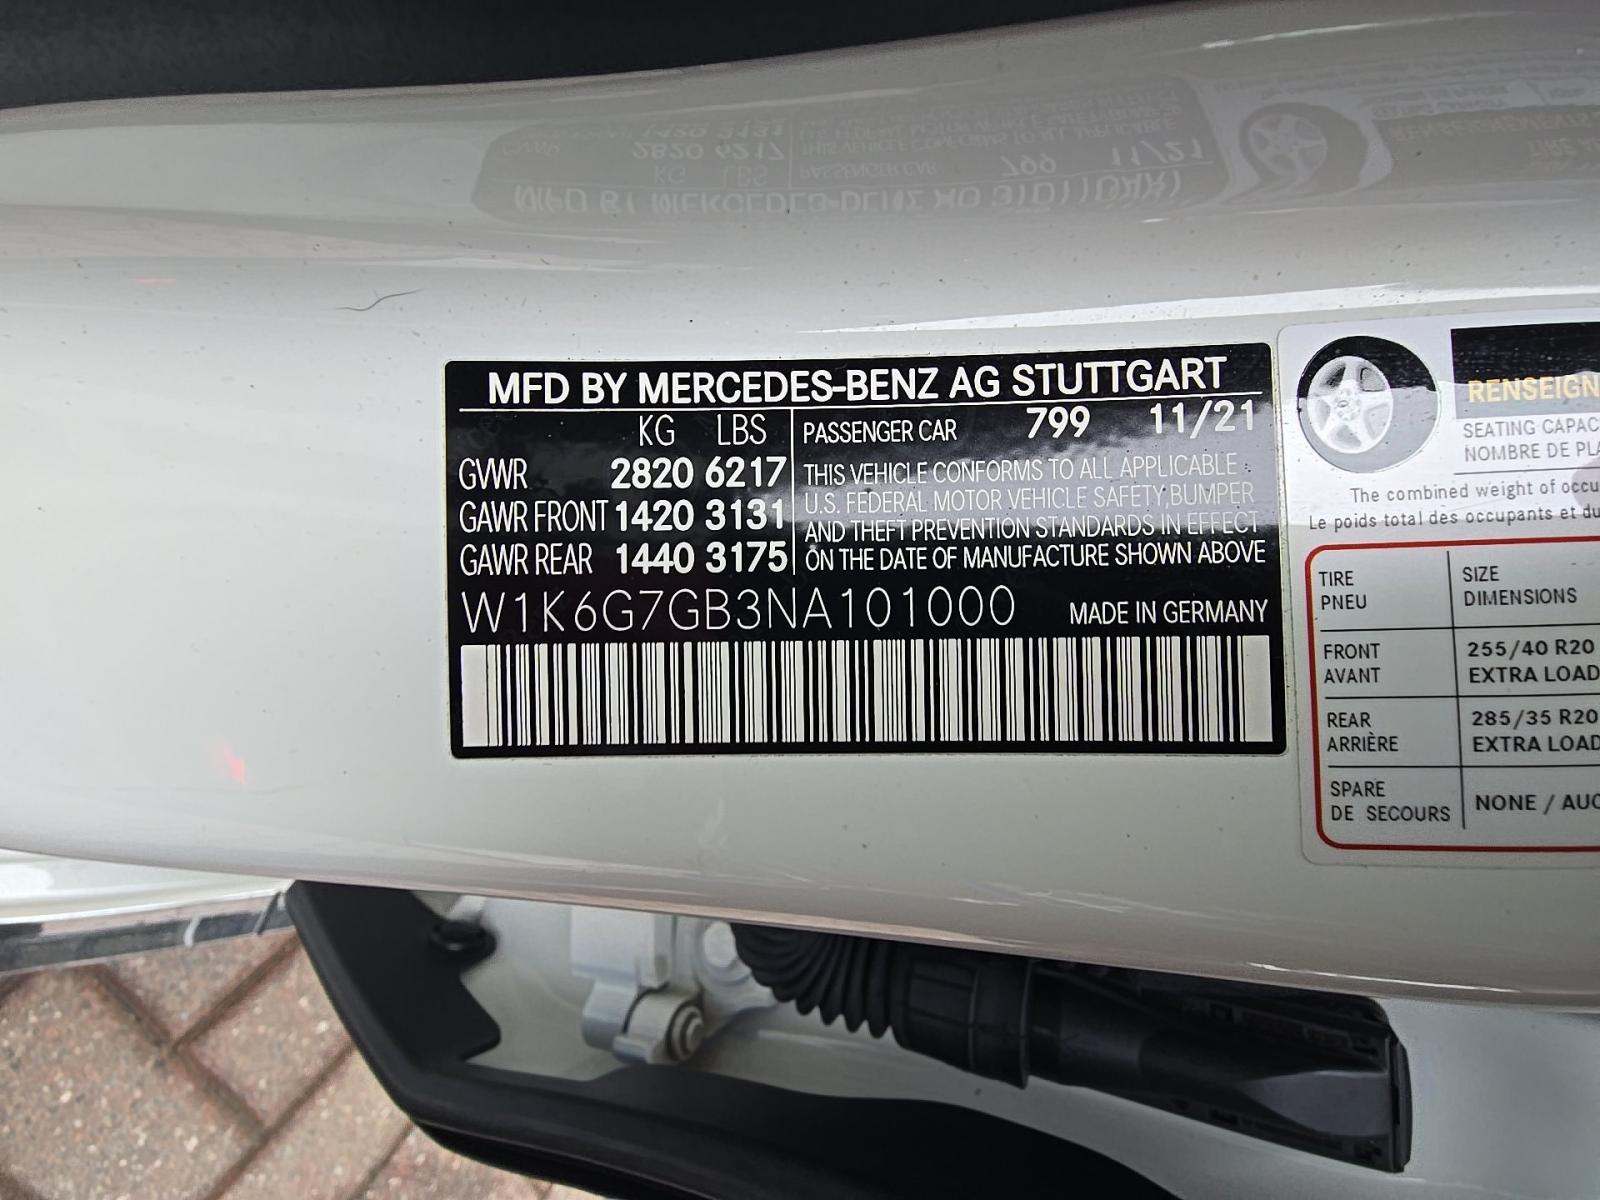 MFD BY MERCEDES-BENZ AG STUTTGART
KG LBS
GVWR 2820 6217
GAWR FRONT 1420 3131
GAWR REAR 1440 3175
PASSENGER CAR 799 11/21
THIS VEHICLE CONFORMS TO ALL APPLICABLE
U.S. FEDERAL MOTOR VEHICLE SAFETY, BUMPER
AND THEFT PREVENTION STANDARDS IN EFFECT
ON THE DATE OF MANUFACTURE SHOWN ABOVE
W1K6G7GB3NA101000 MADE IN GERMANY
RENSEIGN
SEATING CAPAC
NOMBRE DE PLA
The combined weight of occu
Le poids total des occupants et du
TIRE SIZE
PNEU DIMENSIONS
FRONT 255/40 R20
AVANT EXTRA LOAD
REAR 285/35 R20
ARRIÈRE EXTRA LOAD
SPARE NONE / AUC
DE SECOURS